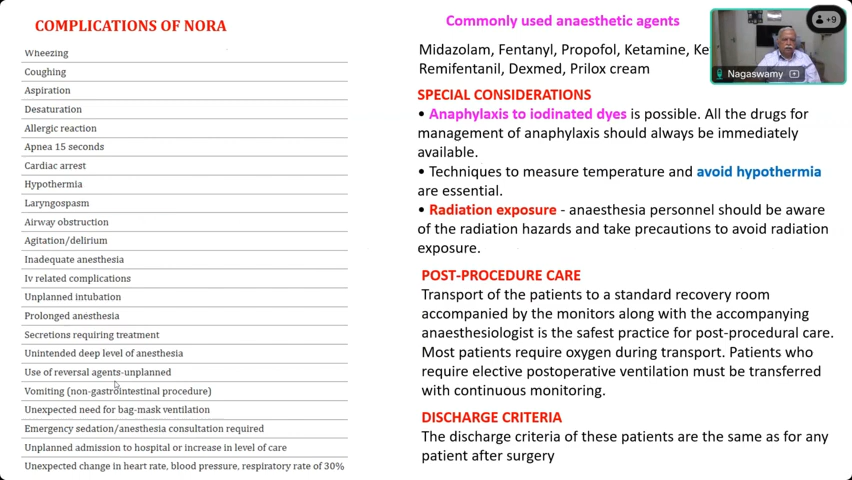 COMPLICATIONS OF NORA
Wheezing
Coughing
Aspiration
Desaturation
Allergic reaction
Apnea 15 seconds
Cardiac arrest
Hypothermia
Laryngospasm
Airway obstruction
Agitation/delirium
Inadequate anesthesia
Iv related complications
Unplanned intubation
Prolonged anesthesia
Secretions requiring treatment
Unintended deep level of anesthesia
Use of reversal agents-unplanned
Vomiting (non-gastrointestinal procedure)
Unexpected need for bag-mask ventilation
Emergency sedation/anesthesia consultation required
Unplanned admission to hospital or increase in level of care
Unexpected change in heart rate, blood pressure, respiratory rate of 30%
Commonly used anaesthetic agents
Midazolam, Fentanyl, Propofol, Ketamine,
Remifentanil, Dexmed, Prilox cream
SPECIAL CONSIDERATIONS
• Anaphylaxis to iodinated dyes is possible. All the drugs for
management of anaphylaxis should always be immediately
available.
• Techniques to measure temperature and avoid hypothermia
are essential.
• Radiation exposure - anaesthesia personnel should be aware
of the radiation hazards and take precautions to avoid radiation
exposure.
POST-PROCEDURE CARE
Transport of the patients to a standard recovery room
accompanied by the monitors along with the accompanying
anaesthesiologist is the safest practice for post-procedural care.
Most patients require oxygen during transport. Patients who
require elective postoperative ventilation must be transferred
with continuous monitoring.
DISCHARGE CRITERIA
The discharge criteria of these patients are the same as for any
patient after surgery
+9
Nagaswamy